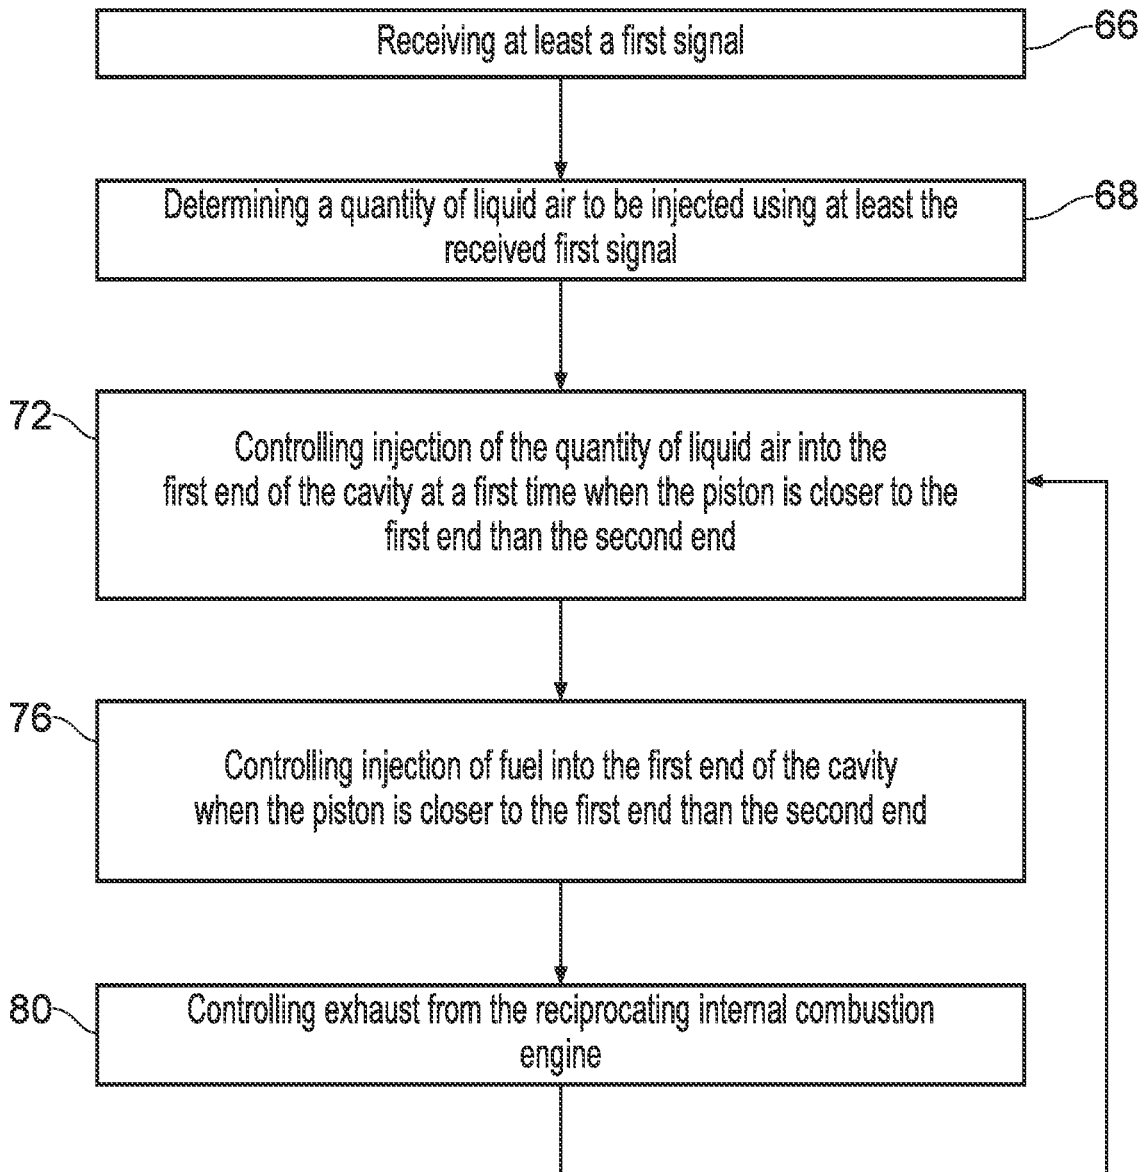 Receiving at least a first signal
66
Determining a quantity of liquid air to be injected using at least the
received first signal
68
72
Controlling injection of the quantity of liquid air into the
first end of the cavity at a first time when the piston is closer to the
first end than the second end
76
Controlling injection of fuel into the first end of the cavity
when the piston is closer to the first end than the second end
80
Controlling exhaust from the reciprocating internal combustion
engine